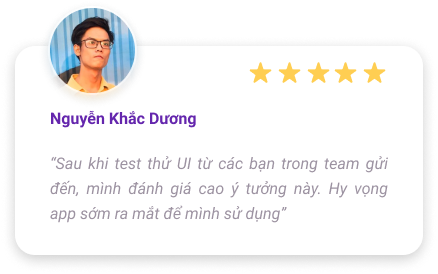 Nguyễn Khắc Dương
“Sau khi test thử UI từ các bạn trong team gửi
đến, mình đánh giá cao ý tưởng này. Hy vọng
app sớm ra mắt để mình sử dụng”